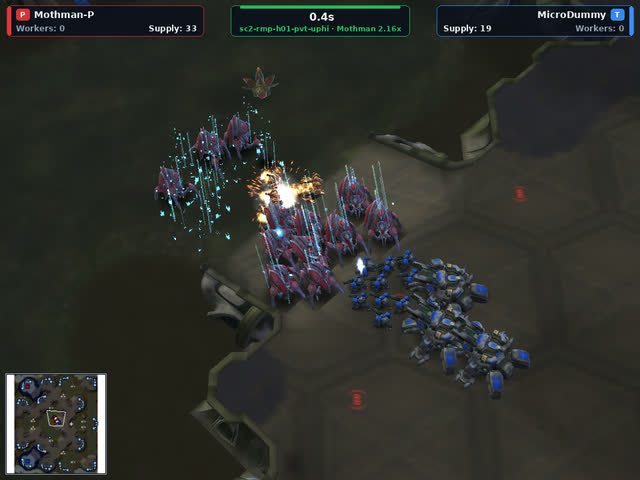 P Mothman-P
Workers: 0 Supply: 33
0.4s
sc2-rmp-h01-pvt-uphi · Mothman 2.16x
MicroDummy T
Supply: 19 Workers: 0